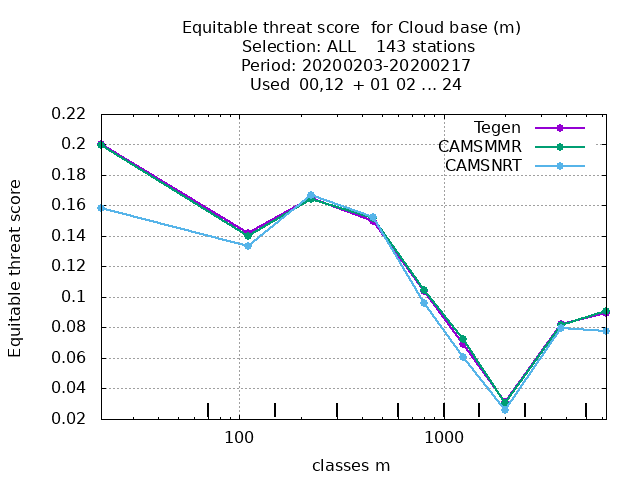 Equitable threat score  for Cloud base (m)
Selection: ALL    143 stations
Period: 20200203-20200217
Used  00,12  + 01 02 ... 24
0.22
0.2
0.18
0.16
0.14
0.12
0.1
0.08
0.06
0.04
0.02
Equitable threat score
Tegen
CAMSMMR
CAMSNRT
100
1000
classes m